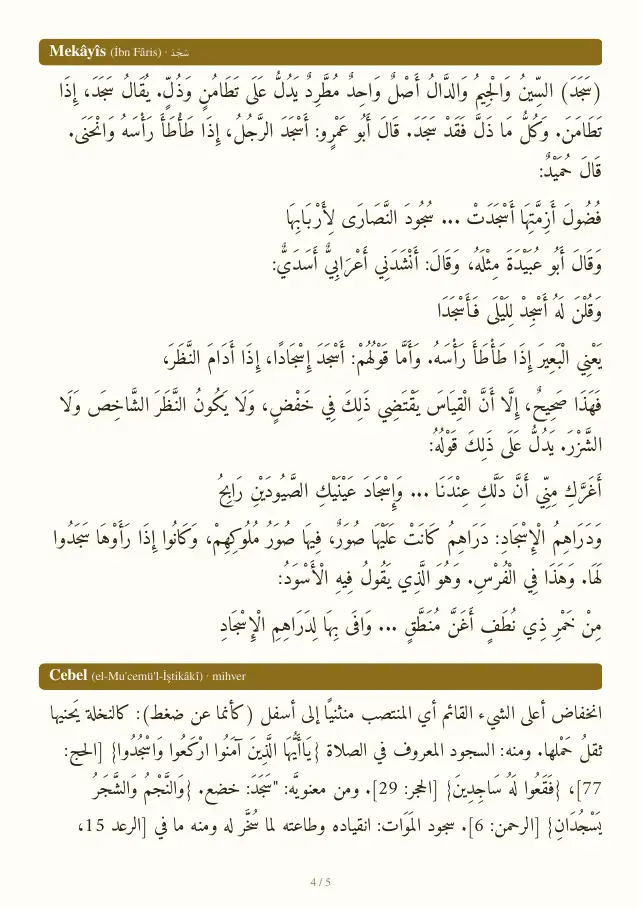 Mekâyîs (İbn Fâris) · سَجَدَ
(سَجَدَ) السِّينُ وَالْجِيمُ وَالدَّالُ أَصْلٌ وَاحِدٌ مُطَّرِدٌ يَدُلُّ عَلَى تَطَامُنٍ وَذُلٍّ. يُقَالُ سَجَدَ، إِذَا
تَطَامَنَ. وَكُلُّ مَا ذَلَّ فَقَدْ سَجَدَ. قَالَ أَبُو عَمْرٍو: أَسْجَدَ الرَّجُلُ، إِذَا طَأْطَأَ رَأْسَهُ وَانْحَنَى.
قَالَ حُمَيْدٌ:
فُضُولَ أَزِمَّتِهَا أَسْجَدَتْ ... سُجُودَ النَّصَارَى لِأَرْبَابِهَا
وَقَالَ أَبُو عُبَيْدَةَ مِثْلَهُ، وَقَالَ: أَنْشَدَنِي أَعْرَابِيٌّ أَسَدَيٌّ:
وَقُلْنَ لَهُ أَسْجِدْ لِلَيْلَى فَأَسْجَدَا
يَعْنِي الْبَعِيرَ إِذَا طَأْطَأَ رَأْسَهُ. وَأَمَّا قَوْلُهُمْ: أَسْجَدَ إِسْجَادًا، إِذَا أَدَامَ النَّظَرَ،
فَهَذَا صَحِيحٌ، إِلَّا أَنَّ الْقِيَاسَ يَقْتَضِي ذَلِكَ فِي خَفْضٍ، وَلَا يَكُونُ النَّظَرَ الشَّاخِصَ وَلَا
الشَّزْرَ. يَدُلُّ عَلَى ذَلِكَ قَوْلُهُ:
أَغَرَّكِ مِنِّي أَنَّ دَلَّكِ عِنْدَنَا ... وَإِسْجَادَ عَيْنَيْكِ الصَّيُودَيْنِ رَابِحُ
وَدَرَاهِمُ الْإِسْجَادِ: دَرَاهِمُ كَانَتْ عَلَيْهَا صُوَرٌ، فِيهَا صُوَرُ مُلُوكِهِمْ، وَكَانُوا إِذَا رَأَوْهَا سَجَدُوا
لَهَا. وَهَذَا فِي الْفُرْسِ. وَهُوَ الَّذِي يَقُولُ فِيهِ الْأَسْوَدُ:
مِنْ خَمْرِ ذِي نُطَفٍ أَغَنَّ مُنَطَّقٍ ... وَافَى بِهَا لِدَرَاهِمِ الْإِسْجَادِ
Cebel (el-Mu'cemü'l-İştikâkî) · mihver
انخفاض أعلى الشيء القائم أي المنتصب منثنيًا إلى أسفل (كأنما عن ضغط): كالنخلة يَحنيها
ثقلُ حَملها. ومنه: السجود المعروف في الصلاة {يَاأَيُّهَا الَّذِينَ آمَنُوا ارْكَعُوا وَاسْجُدُوا} [الحج:
77]، {فَقَعُوا لَهُ سَاجِدِينَ} [الحجر: 29]. ومن معنويَّه: "سَجَدَ: خضع. {وَالنَّجْمُ وَالشَّجَرُ
يَسْجُدَانِ} [الرحمن: 6]. سجود المَوَات: انقياده وطاعته لما سُخَّر له ومنه ما في [الرعد 15،
4 / 5